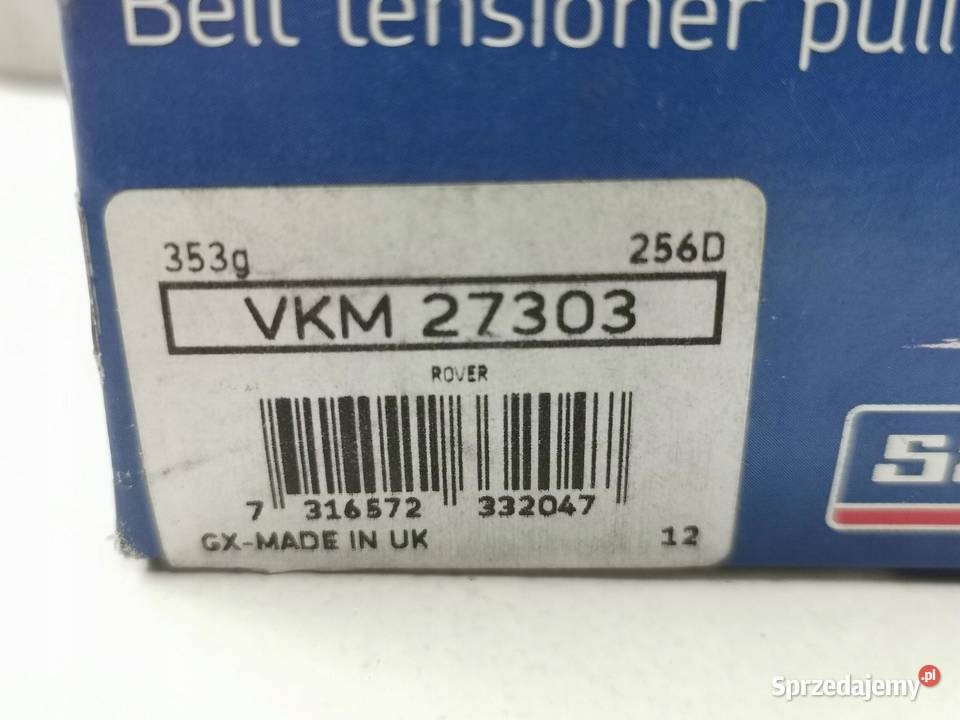 Belt tensioner pull
353g 256D
VKM 27303
ROVER
7 316572 332047
GX-MADE IN UK 12
Sprzedajemy.pl